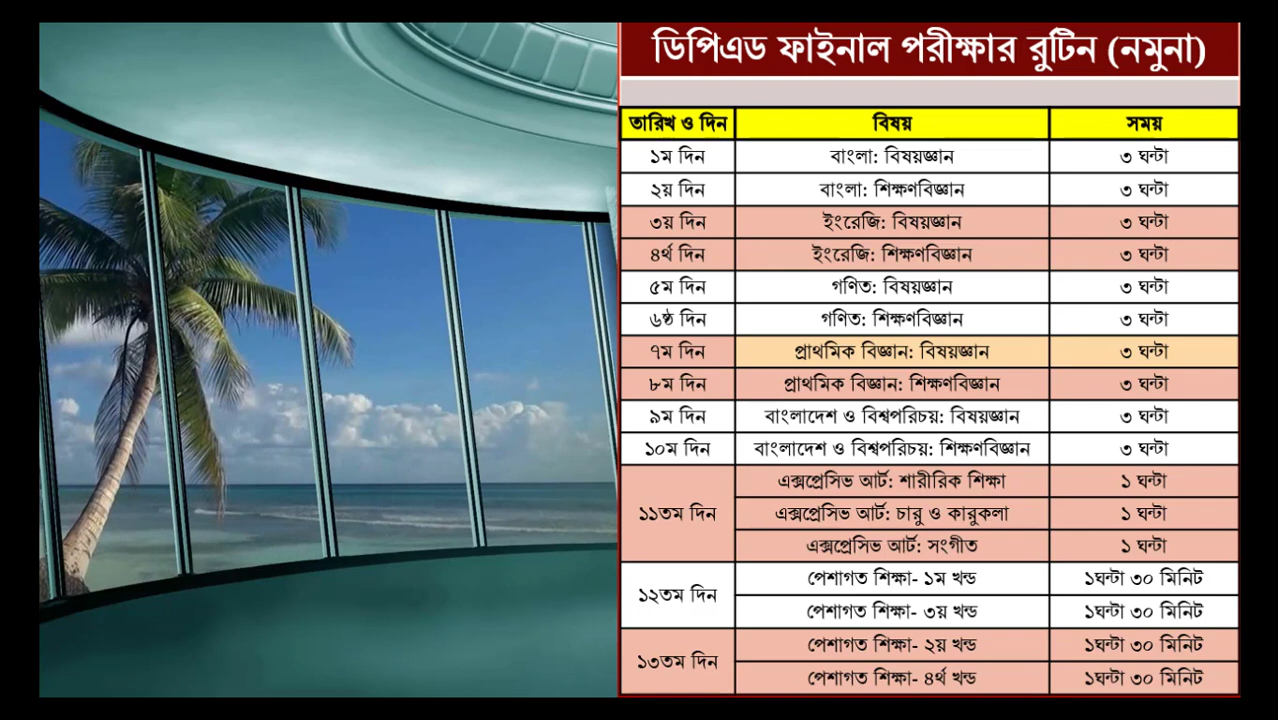 ডিপিএড ফাইনাল পরীক্ষার রুটিন (নমুনা)
তারিখ ও দিন বিষয় সময়
১ম দিন বাংলা: বিষয়জ্ঞান ৩ ঘন্টা
২য় দিন বাংলা: শিক্ষণবিজ্ঞান ৩ ঘন্টা
৩য় দিন ইংরেজি: বিষয়জ্ঞান ৩ ঘন্টা
৪র্থ দিন ইংরেজি: শিক্ষণবিজ্ঞান ৩ ঘন্টা
৫ম দিন গণিত: বিষয়জ্ঞান ৩ ঘন্টা
৬ষ্ঠ দিন গণিত: শিক্ষণবিজ্ঞান ৩ ঘন্টা
৭ম দিন প্রাথমিক বিজ্ঞান: বিষয়জ্ঞান ৩ ঘন্টা
৮ম দিন প্রাথমিক বিজ্ঞান: শিক্ষণবিজ্ঞান ৩ ঘন্টা
৯ম দিন বাংলাদেশ ও বিশ্বপরিচয়: বিষয়জ্ঞান ৩ ঘন্টা
১০ম দিন বাংলাদেশ ও বিশ্বপরিচয়: শিক্ষণবিজ্ঞান ৩ ঘন্টা
এক্সপ্রেসিভ আর্ট: শারীরিক শিক্ষা ১ ঘন্টা
১১তম দিন এক্সপ্রেসিভ আর্ট: চারু ও কারুকলা ১ ঘন্টা
এক্সপ্রেসিভ আর্ট: সংগীত ১ ঘন্টা
১২তম দিন পেশাগত শিক্ষা- ১ম খন্ড ১ঘন্টা ৩০ মিনিট
পেশাগত শিক্ষা- ৩য় খন্ড ১ঘন্টা ৩০ মিনিট
১৩তম দিন পেশাগত শিক্ষা- ২য় খন্ড ১ঘন্টা ৩০ মিনিট
পেশাগত শিক্ষা- ৪র্থ খন্ড ১ঘন্টা ৩০ মিনিট